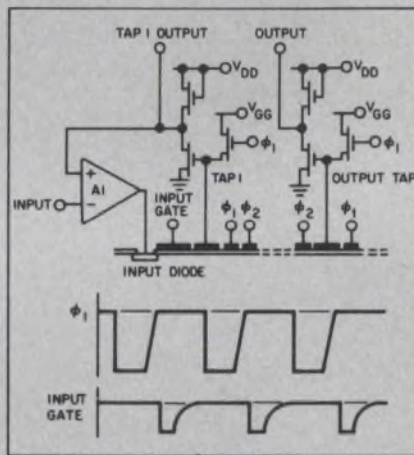 TAP 1 OUTPUT
OUTPUT
VDD
VDD
VGG
VGG
ϕ1
ϕ1
+
A1
INPUT
−
TAP 1
OUTPUT TAP
INPUT
GATE
ϕ1 ϕ2
ϕ2 ϕ1
INPUT DIODE
ϕ1
INPUT
GATE